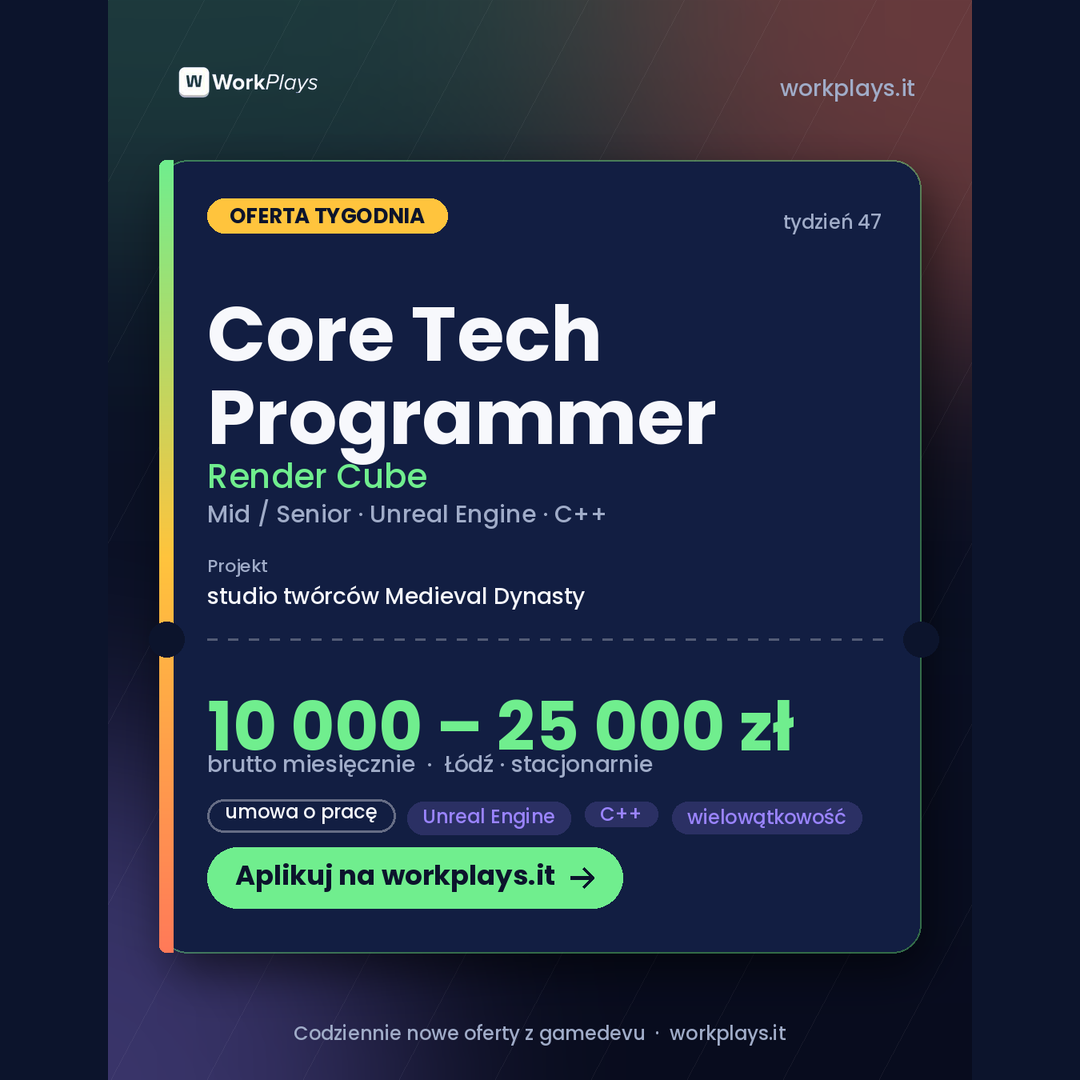 W WorkPlays
workplays.it
OFERTA TYGODNIA
tydzień 47
Core Tech
Programmer
Render Cube
Mid / Senior · Unreal Engine · C++
Projekt
studio twórców Medieval Dynasty
10 000 – 25 000 zł
brutto miesięcznie · Łódź · stacjonarnie
umowa o pracę
Unreal Engine
C++
wielowątkowość
Aplikuj na workplays.it →
Codziennie nowe oferty z gamedevu · workplays.it